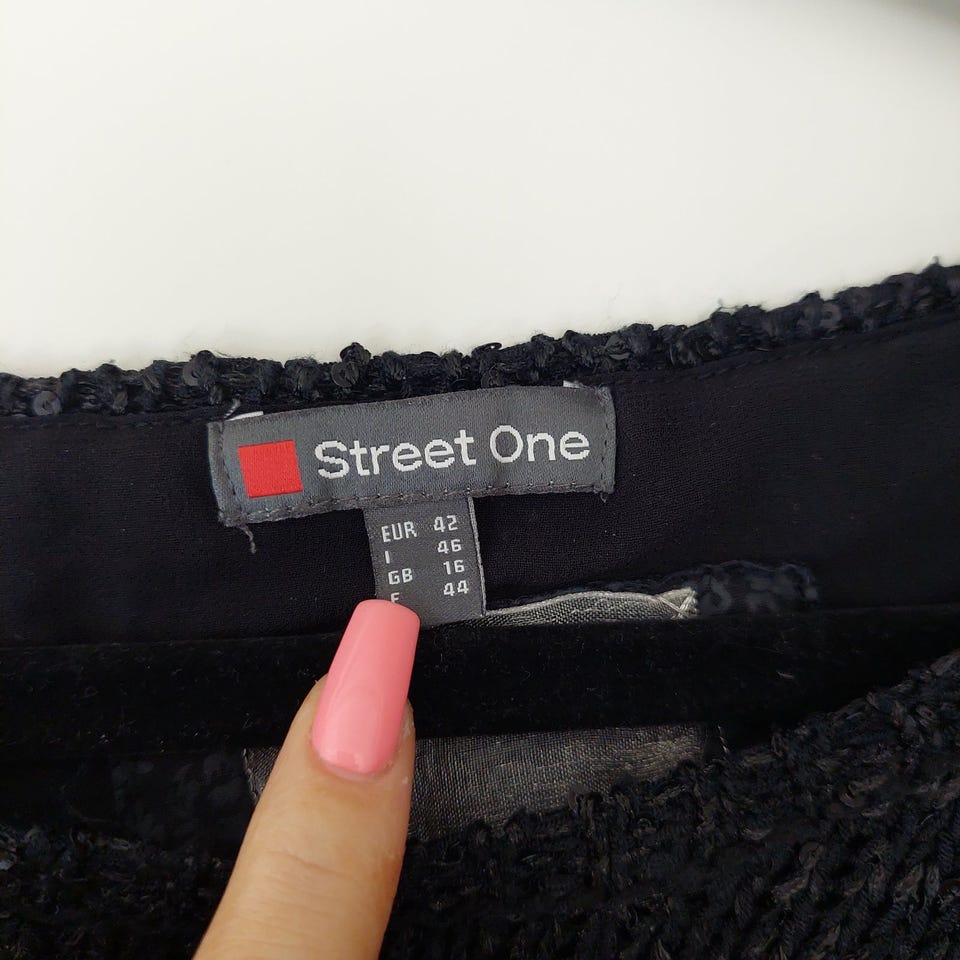 Street One
EUR 42
I 46
GB 16
F 44